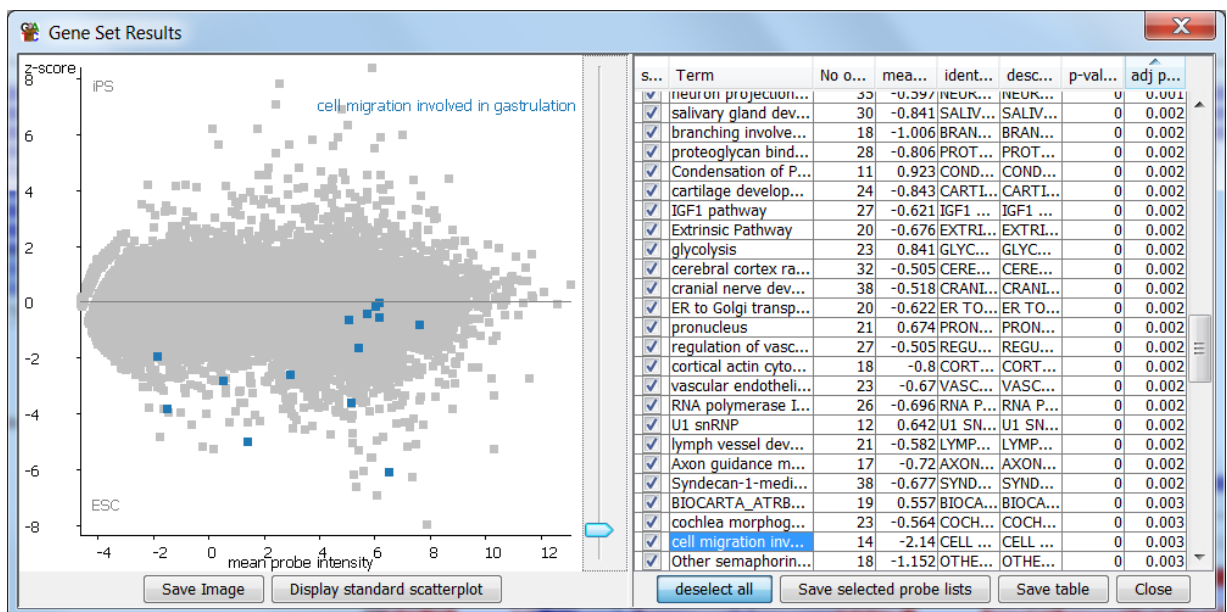 Gene Set Results
X
z-score
iPS
cell migration involved in gastrulation
8
6
4
2
0
-2
-4
-6
-8
ESC
-4 -2 0 2 4 6 8 10 12
mean probe intensity
Save Image Display standard scatterplot
s... Term No o... mea... ident... desc... p-val... adj p...
neuron projection... 35 -0.597 NEUR... NEUR... 0 0.001
salivary gland dev... 30 -0.841 SALIV... SALIV... 0 0.002
branching involve... 18 -1.006 BRAN... BRAN... 0 0.002
proteoglycan bind... 28 -0.806 PROT... PROT... 0 0.002
Condensation of P... 11 0.923 COND... COND... 0 0.002
cartilage develop... 24 -0.843 CARTI... CARTI... 0 0.002
IGF1 pathway 27 -0.621 IGF1 ... IGF1 ... 0 0.002
Extrinsic Pathway 20 -0.676 EXTRI... EXTRI... 0 0.002
glycolysis 23 0.841 GLYC... GLYC... 0 0.002
cerebral cortex ra... 32 -0.505 CERE... CERE... 0 0.002
cranial nerve dev... 38 -0.518 CRANI... CRANI... 0 0.002
ER to Golgi transp... 20 -0.622 ER TO... ER TO... 0 0.002
pronucleus 21 0.674 PRON... PRON... 0 0.002
regulation of vasc... 27 -0.505 REGU... REGU... 0 0.002
cortical actin cyto... 18 -0.8 CORT... CORT... 0 0.002
vascular endotheli... 23 -0.67 VASC... VASC... 0 0.002
RNA polymerase I... 26 -0.696 RNA P... RNA P... 0 0.002
U1 snRNP 12 0.642 U1 SN... U1 SN... 0 0.002
lymph vessel dev... 21 -0.582 LYMP... LYMP... 0 0.002
Axon guidance m... 17 -0.72 AXON... AXON... 0 0.002
Syndecan-1-medi... 38 -0.677 SYND... SYND... 0 0.002
BIOCARTA_ATRB... 19 0.557 BIOCA... BIOCA... 0 0.003
cochlea morphog... 23 -0.564 COCH... COCH... 0 0.003
cell migration inv... 14 -2.14 CELL ... CELL ... 0 0.003
Other semaphorin... 18 -1.152 OTHE... OTHE... 0 0.003
deselect all Save selected probe lists Save table Close